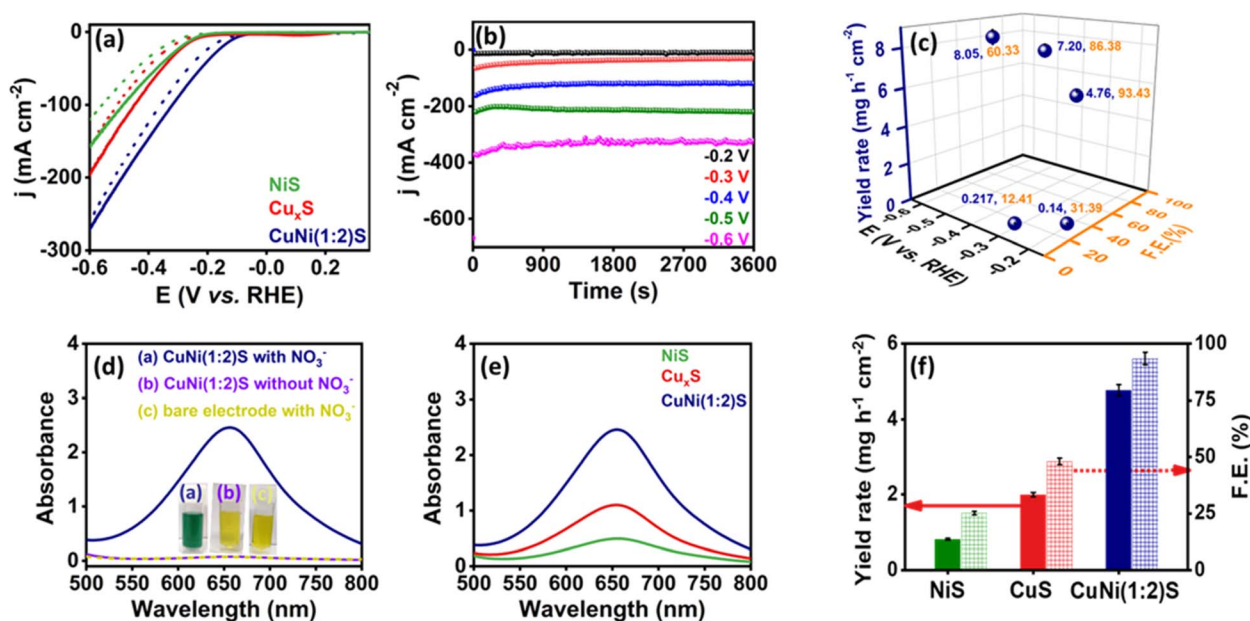 (a)
0
-100
-200
-300
j (mA cm⁻²)
-0.6
-0.4
-0.2
-0.0
0.2
E (V vs. RHE)
NiS
CuₓS
CuNi(1:2)S
(b)
0
-200
-400
-600
j (mA cm⁻²)
0
900
1800
2700
3600
Time (s)
-0.2 V
-0.3 V
-0.4 V
-0.5 V
-0.6 V
(c)
8
6
4
2
0
Yield rate (mg h⁻¹ cm⁻²)
8.05, 60.33
7.20, 86.38
4.76, 93.43
0.217, 12.41
0.14, 31.39
-0.6
-0.5
-0.4
-0.3
-0.2
E (V vs. RHE)
0
20
40
60
80
100
F.E.(%)
(d)
4
3
2
1
0
Absorbance
(a) CuNi(1:2)S with NO₃⁻
(b) CuNi(1:2)S without NO₃⁻
(c) bare electrode with NO₃⁻
(a)
(b)
(c)
500
550
600
650
700
750
800
Wavelength (nm)
(e)
4
3
2
1
0
Absorbance
NiS
CuₓS
CuNi(1:2)S
500
550
600
650
700
750
800
Wavelength (nm)
(f)
6
4
2
0
Yield rate (mg h⁻¹ cm⁻²)
100
75
50
25
0
F.E. (%)
NiS
CuS
CuNi(1:2)S